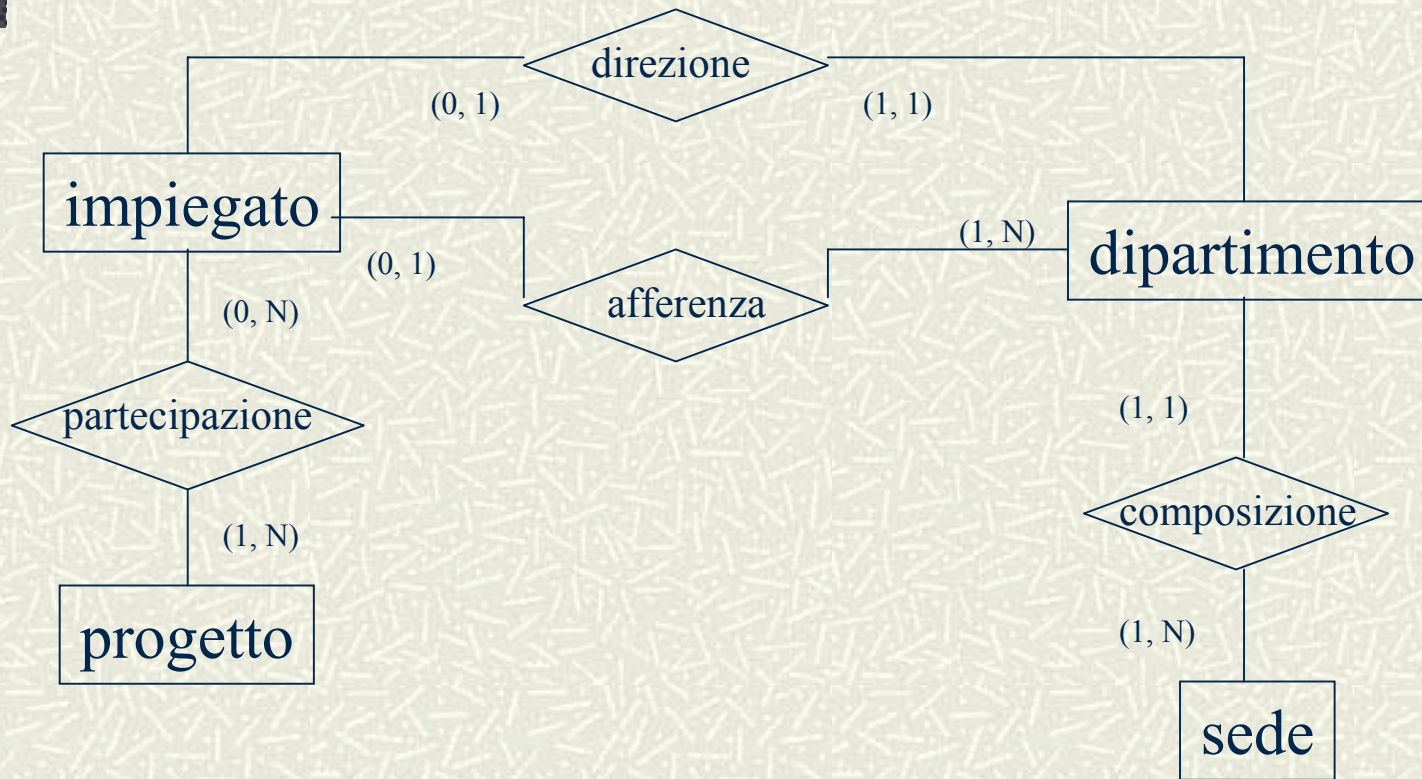 direzione
(0, 1)
(1, 1)
impiegato
(0, 1)
(1, N)
dipartimento
afferenza
(0, N)
partecipazione
(1, 1)
composizione
(1, N)
progetto
(1, N)
sede